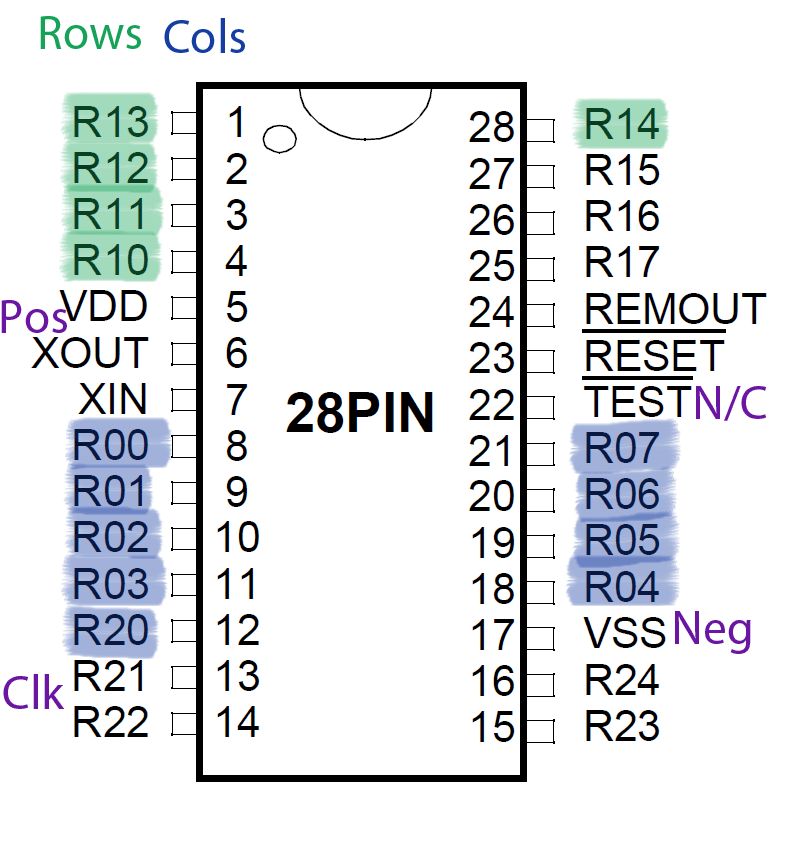 Rows Cols
R13 1 28 R14
R12 2 27 R15
R11 3 26 R16
R10 4 25 R17
Pos VDD 5 24 REMOUT
XOUT 6 23 RESET
XIN 7 28PIN 22 TEST N/C
R00 8 21 R07
R01 9 20 R06
R02 10 19 R05
R03 11 18 R04
R20 12 17 VSS Neg
Clk R21 13 16 R24
R22 14 15 R23